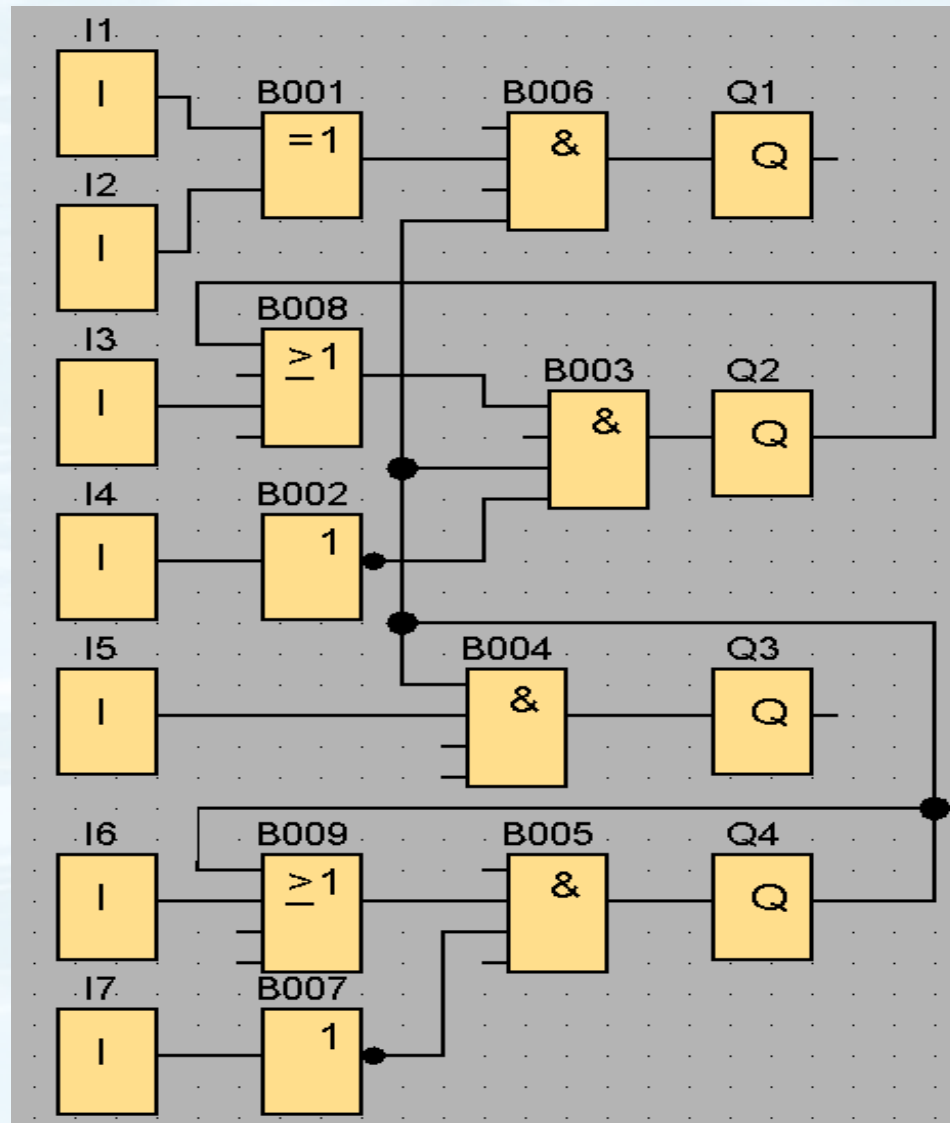 I1
I
B001
=1
B006
&
Q1
Q
I2
I
B008
≥1
I3
I
B003
&
Q2
Q
I4
I
B002
1
I5
I
B004
&
Q3
Q
I6
I
B009
≥1
B005
&
Q4
Q
I7
I
B007
1